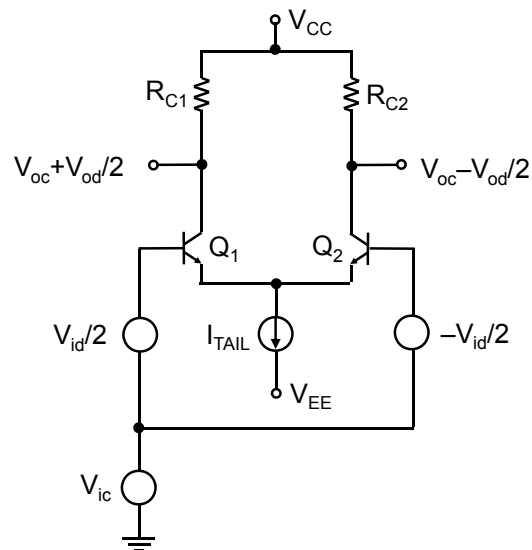 V_CC
R_C1
R_C2
V_oc+V_od/2
V_oc–V_od/2
Q_1
Q_2
V_id/2
I_TAIL
–V_id/2
V_EE
V_ic